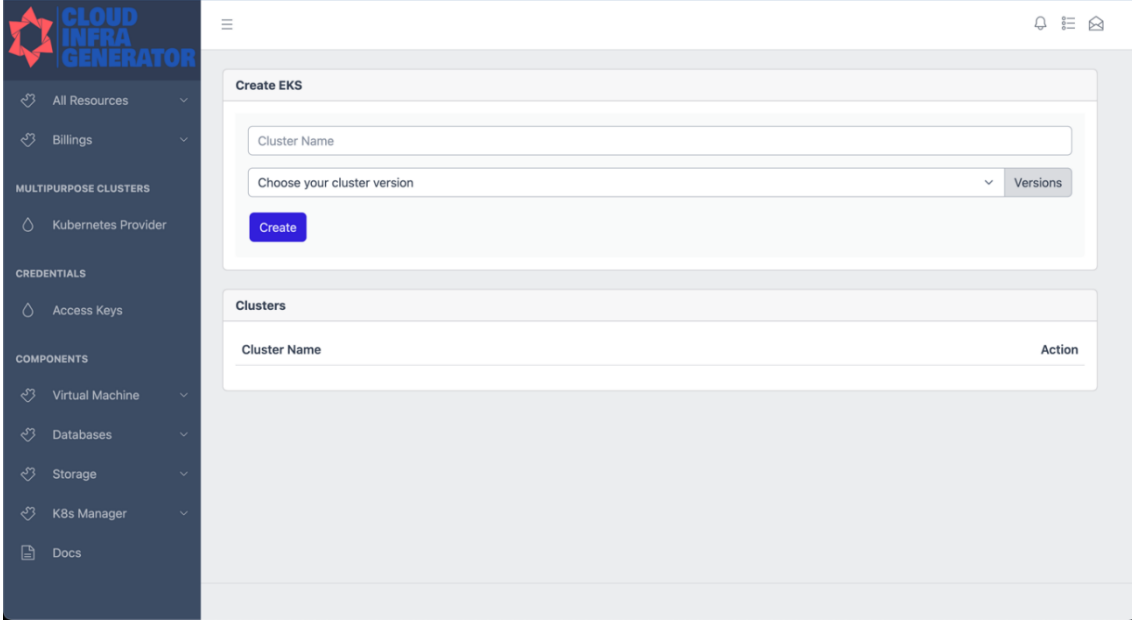 CLOUD
INFRA
GENERATOR
All Resources
Billings
MULTIPURPOSE CLUSTERS
Kubernetes Provider
CREDENTIALS
Access Keys
COMPONENTS
Virtual Machine
Databases
Storage
K8s Manager
Docs
Create EKS
Cluster Name
Choose your cluster version Versions
Create
Clusters
Cluster Name Action